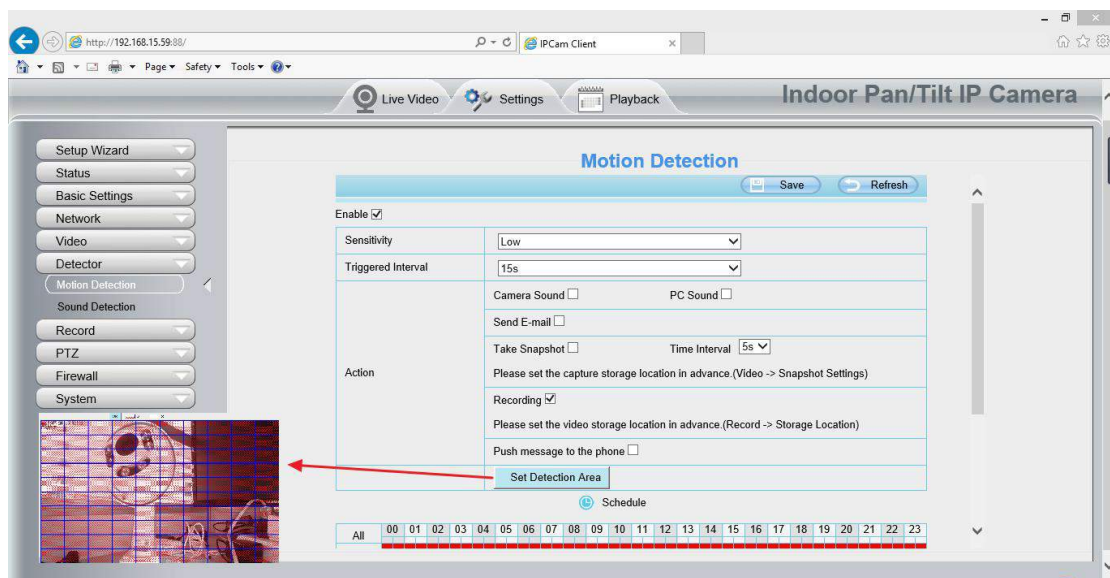 http://192.168.15.59:88/
IPCam Client
Page Safety Tools
Live Video Settings Playback
Indoor Pan/Tilt IP Camera
Setup Wizard
Status
Basic Settings
Network
Video
Detector
Motion Detection
Sound Detection
Record
PTZ
Firewall
System
Motion Detection
Save Refresh
Enable
Sensitivity Low
Triggered Interval 15s
Action
Camera Sound PC Sound
Send E-mail
Take Snapshot Time Interval 5s
Please set the capture storage location in advance.(Video -> Snapshot Settings)
Recording
Please set the video storage location in advance.(Record -> Storage Location)
Push message to the phone
Set Detection Area
Schedule
00 01 02 03 04 05 06 07 08 09 10 11 12 13 14 15 16 17 18 19 20 21 22 23
All